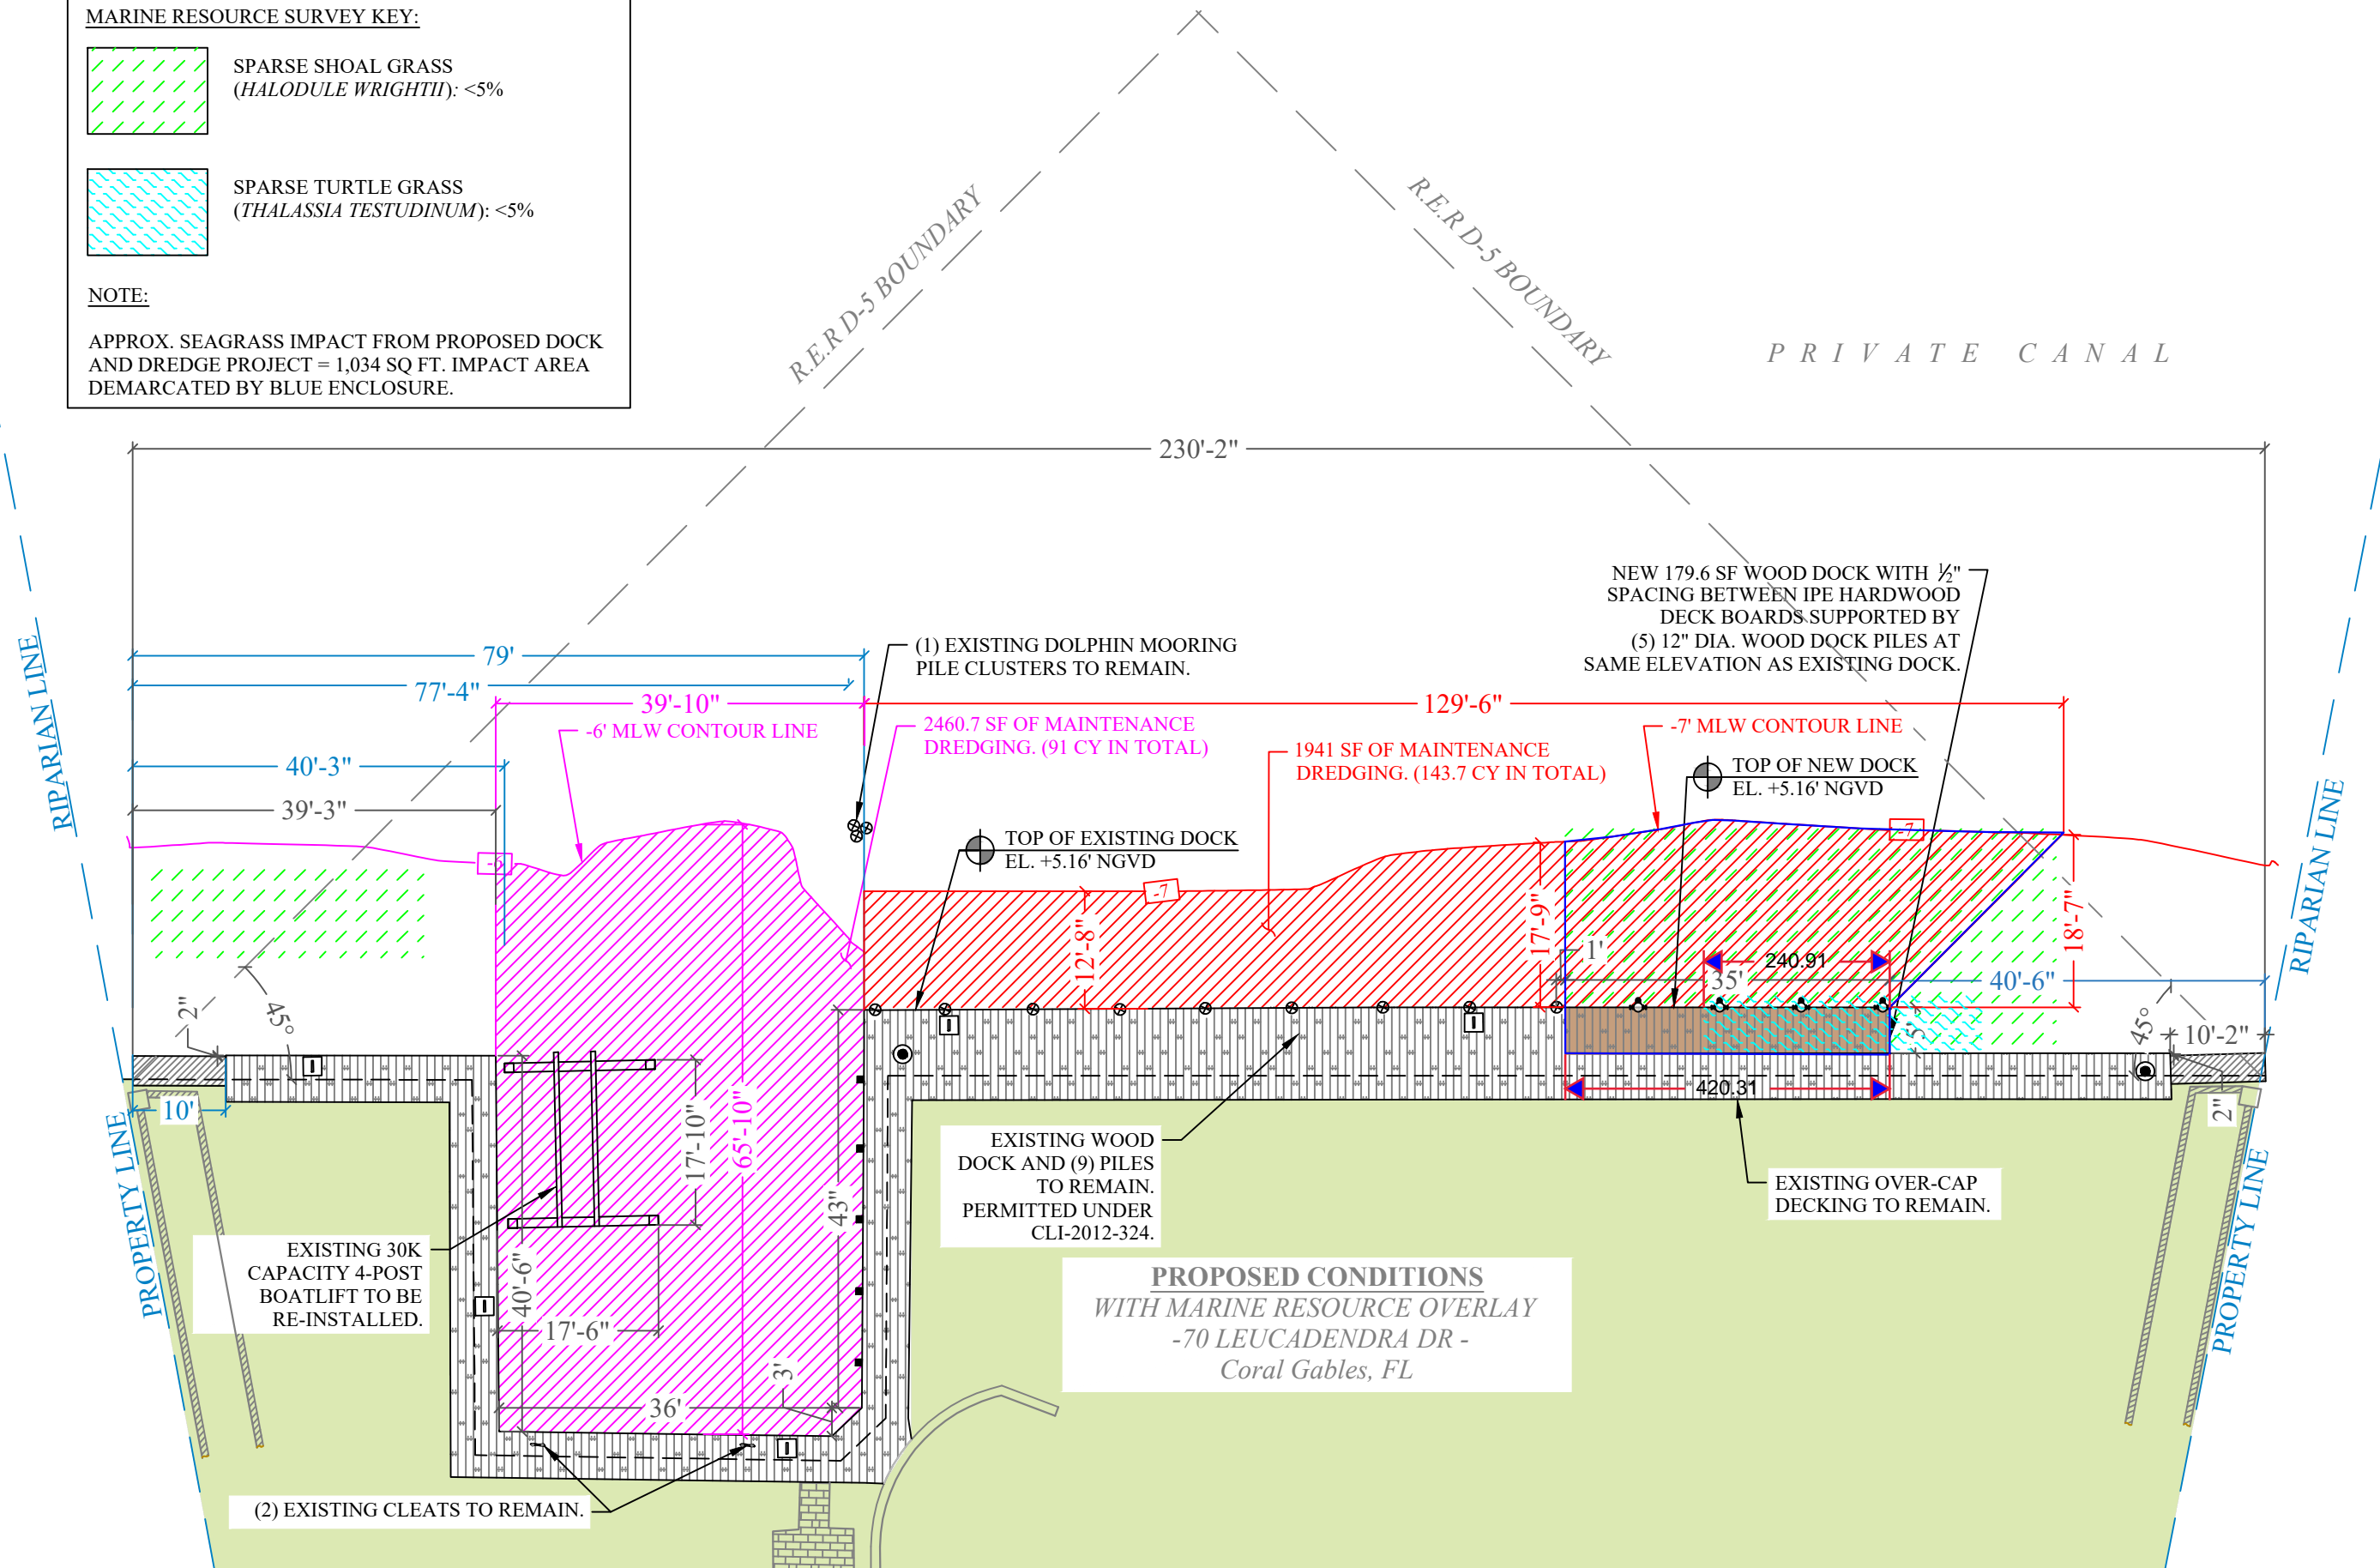 MARINE RESOURCE SURVEY KEY:
SPARSE SHOAL GRASS
(HALODULE WRIGHTII): <5%
SPARSE TURTLE GRASS
(THALASSIA TESTUDINUM): <5%
NOTE:
APPROX. SEAGRASS IMPACT FROM PROPOSED DOCK
AND DREDGE PROJECT = 1,034 SQ FT. IMPACT AREA
DEMARCATED BY BLUE ENCLOSURE.
R.E.R D-5 BOUNDARY
R.E.R D-5 BOUNDARY
PRIVATE CANAL
230'-2"
NEW 179.6 SF WOOD DOCK WITH ½"
SPACING BETWEEN IPE HARDWOOD
DECK BOARDS SUPPORTED BY
(5) 12" DIA. WOOD DOCK PILES AT
SAME ELEVATION AS EXISTING DOCK.
RIPARIAN LINE
79'
77'-4"
(1) EXISTING DOLPHIN MOORING
PILE CLUSTERS TO REMAIN.
39'-10"
129'-6"
-6' MLW CONTOUR LINE
2460.7 SF OF MAINTENANCE
DREDGING. (91 CY IN TOTAL)
1941 SF OF MAINTENANCE
DREDGING. (143.7 CY IN TOTAL)
-7' MLW CONTOUR LINE
40'-3"
39'-3"
TOP OF NEW DOCK
EL. +5.16' NGVD
TOP OF EXISTING DOCK
EL. +5.16' NGVD
RIPARIAN LINE
-6
-7
-7
12'-8"
17'-9"
18'-7"
1'
240.91
35'
40'-6"
2"
45°
5'
45°
10'-2"
10'
420.31
2"
17'-10"
65'-10"
43"
40'-6"
17'-6"
3'
36'
PROPERTY LINE
EXISTING 30K
CAPACITY 4-POST
BOATLIFT TO BE
RE-INSTALLED.
EXISTING WOOD
DOCK AND (9) PILES
TO REMAIN.
PERMITTED UNDER
CLI-2012-324.
EXISTING OVER-CAP
DECKING TO REMAIN.
PROPERTY LINE
PROPOSED CONDITIONS
WITH MARINE RESOURCE OVERLAY
-70 LEUCADENDRA DR -
Coral Gables, FL
(2) EXISTING CLEATS TO REMAIN.